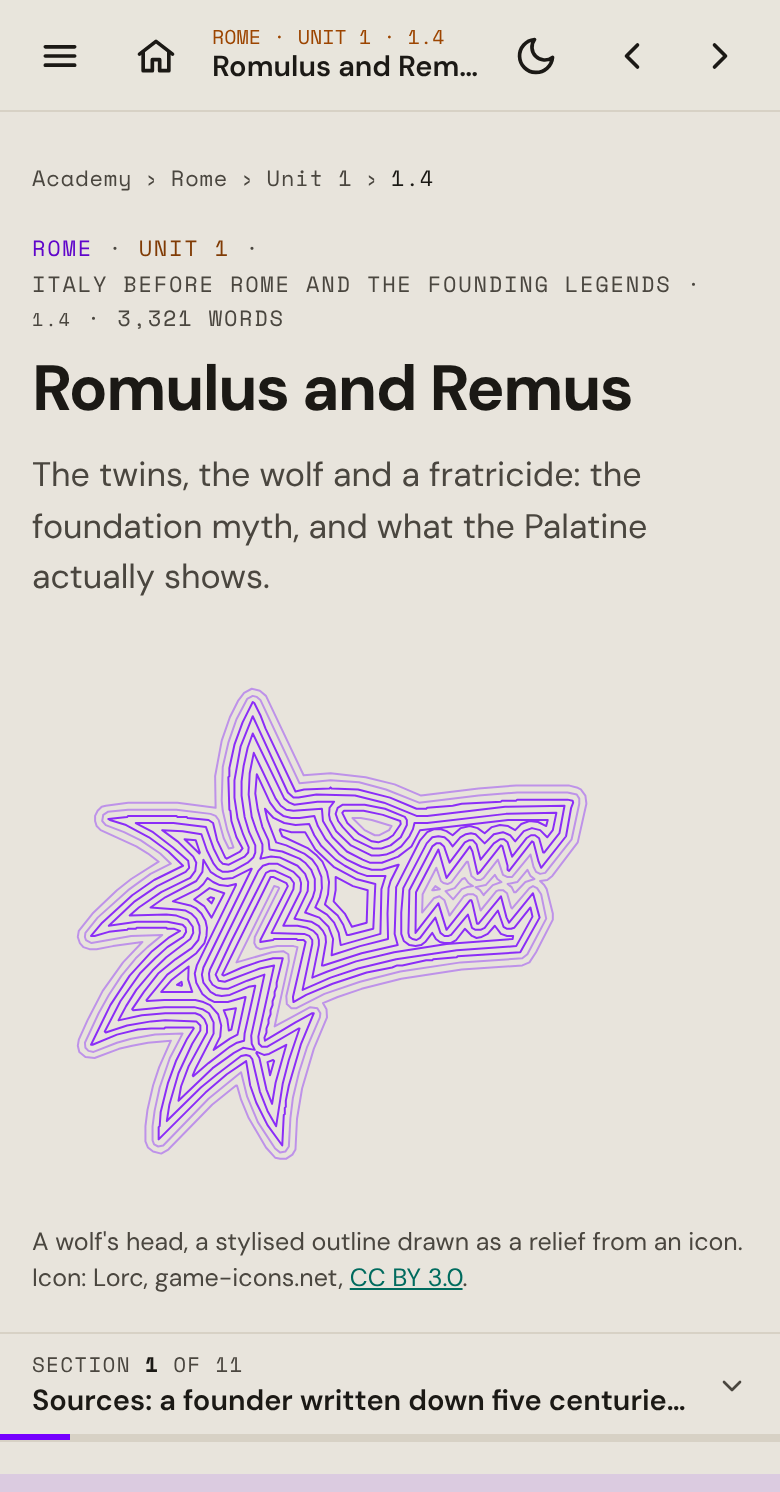 ROME · UNIT 1 · 1.4
Romulus and Rem...
Academy › Rome › Unit 1 › 1.4
ROME · UNIT 1 ·
ITALY BEFORE ROME AND THE FOUNDING LEGENDS ·
1.4 · 3,321 WORDS
Romulus and Remus
The twins, the wolf and a fratricide: the
foundation myth, and what the Palatine
actually shows.
A wolf's head, a stylised outline drawn as a relief from an icon.
Icon: Lorc, game-icons.net, CC BY 3.0.
SECTION 1 OF 11
Sources: a founder written down five centurie...